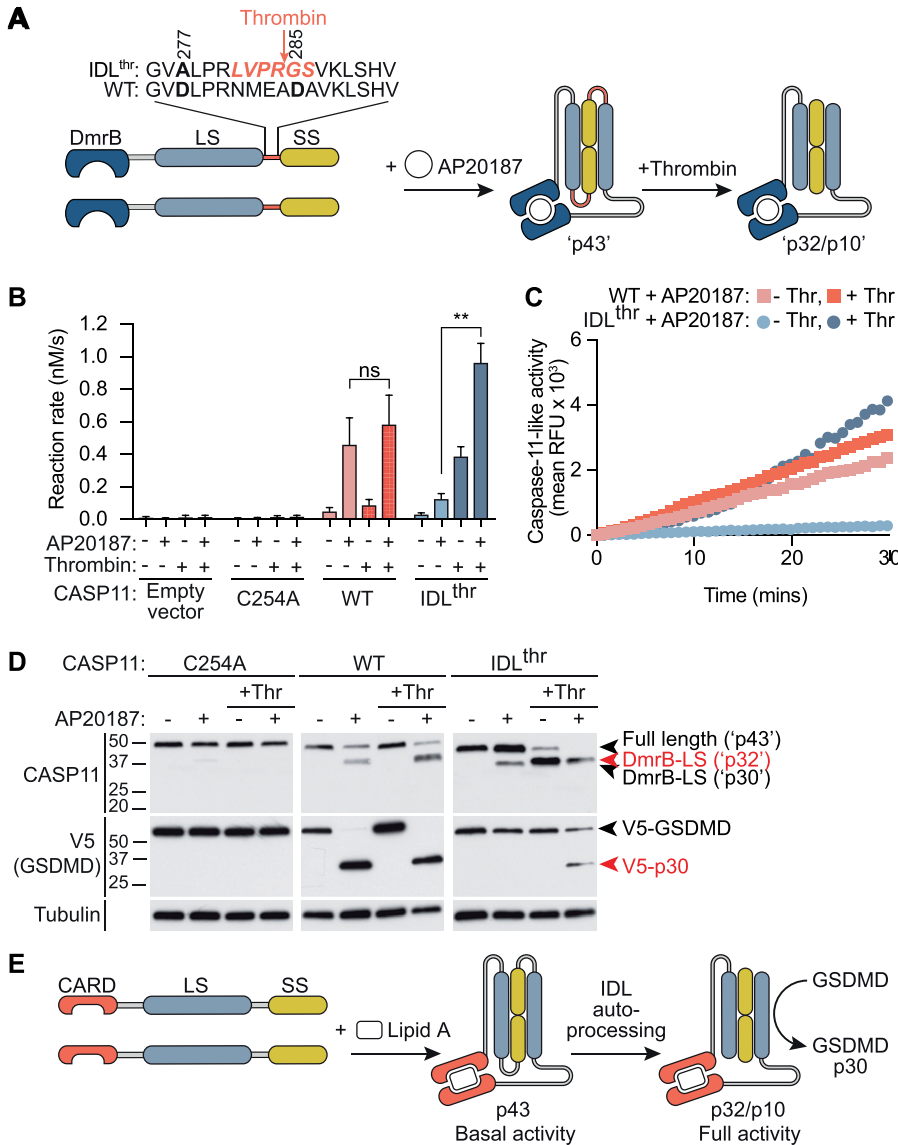 A
Thrombin
277
285
IDLthr: GVALPRLVPRGSVKLSHV
WT: GVDLPRNMEADAVKLSHV
DmrB
LS
SS
+ AP20187
+Thrombin
'p43'
'p32/p10'
B
Reaction rate (nM/s)
1.2
1.0
0.8
0.6
0.4
0.2
0.0
ns
**
AP20187: - + - + - + - + - + - + - + - +
Thrombin: - - + + - - + + - - + + - - + +
CASP11: Empty vector C254A WT IDLthr
C
WT + AP20187: - Thr, + Thr
IDLthr + AP20187: - Thr, + Thr
Caspase-11-like activity
(mean RFU x 10³)
6
4
2
0
0 10 20 30
Time (mins)
D
CASP11: C254A WT IDLthr
+Thr +Thr +Thr
AP20187: - + - + - + - + - + - +
CASP11
50
37
25
20
Full length ('p43')
DmrB-LS ('p32')
DmrB-LS ('p30')
V5
(GSDMD)
50
37
25
V5-GSDMD
V5-p30
Tubulin
E
CARD
LS
SS
+ Lipid A
p43
Basal activity
IDL
auto-
processing
p32/p10
Full activity
GSDMD
GSDMD
p30